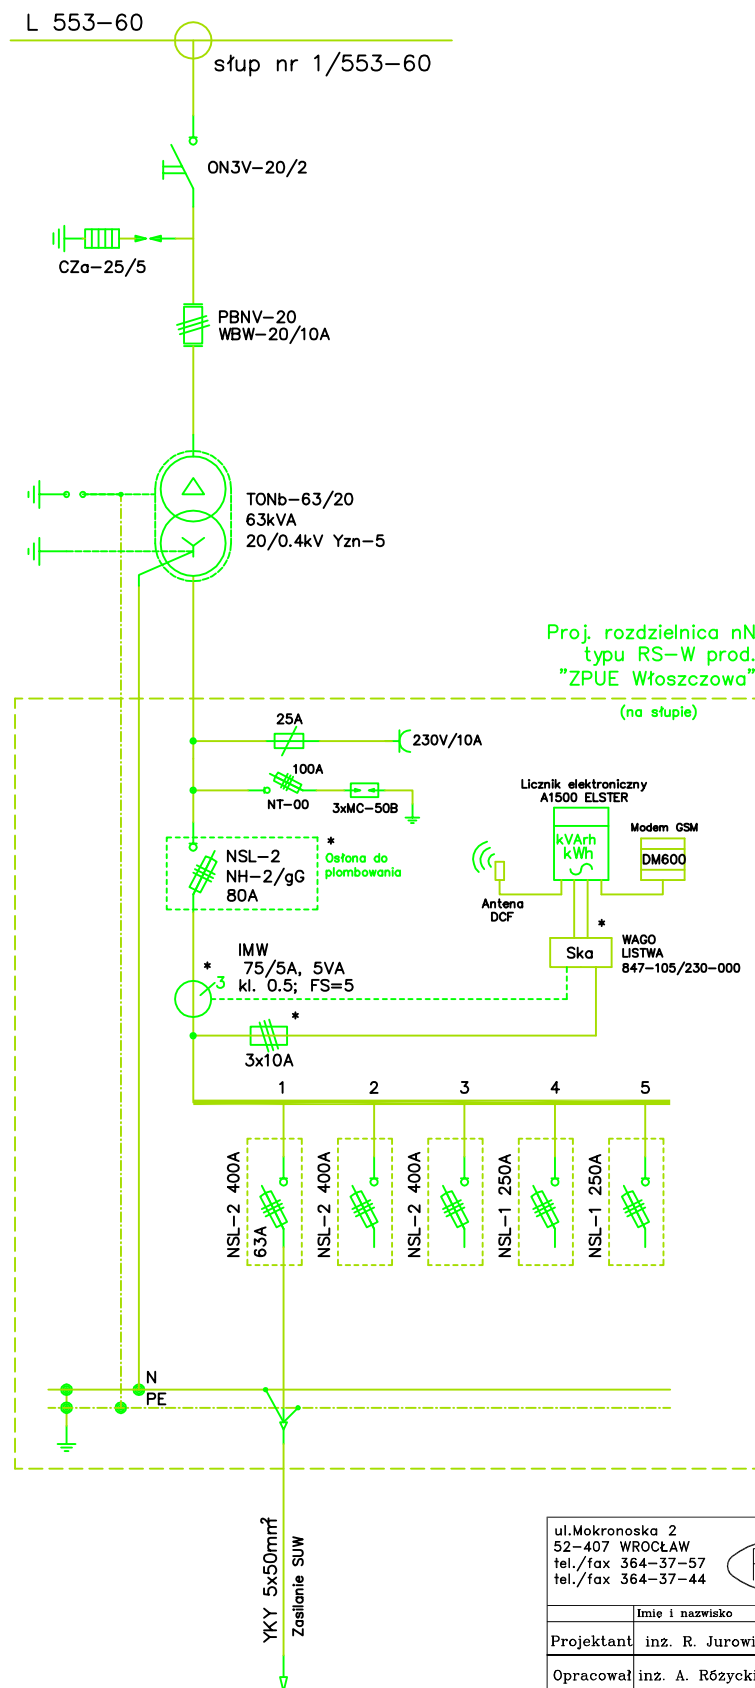 L 553-60
słup nr 1/553-60
ON3V-20/2
CZa-25/5
PBNV-20
WBW-20/10A
TONb-63/20
63kVA
20/0.4kV Yzn-5
Proj. rozdzielnica nN
typu RS-W prod.
"ZPUE Włoszczowa"
(na słupie)
25A
230V/10A
100A
NT-00
3xMC-50B
Licznik elektroniczny
A1500 ELSTER
kVArh
kWh
Modem GSM
DM600
Antena
DCF
NSL-2
NH-2/gG
80A
*
Osłona do
plombowania
*
Ska
WAGO
LISTWA
847-105/230-000
IMW
* 75/5A, 5VA
kl. 0.5; FS=5
3
*
3x10A
1 2 3 4 5
NSL-2 400A
63A
NSL-2 400A
NSL-2 400A
NSL-1 250A
NSL-1 250A
N
PE
YKY 5x50mm²
Zasilanie SUW
ul.Mokronoska 2
52-407 WROCŁAW
tel./fax 364-37-57
tel./fax 364-37-44
Imię i nazwisko
Projektant inż. R. Jurowi
Opracował inż. A. Różycki